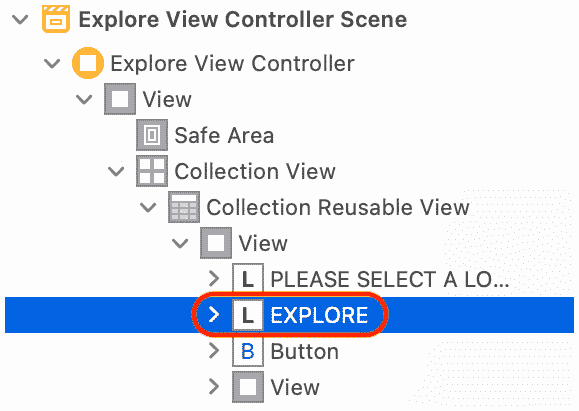 Explore View Controller Scene
Explore View Controller
View
Safe Area
Collection View
Collection Reusable View
View
L PLEASE SELECT A LO...
L EXPLORE
B Button
View